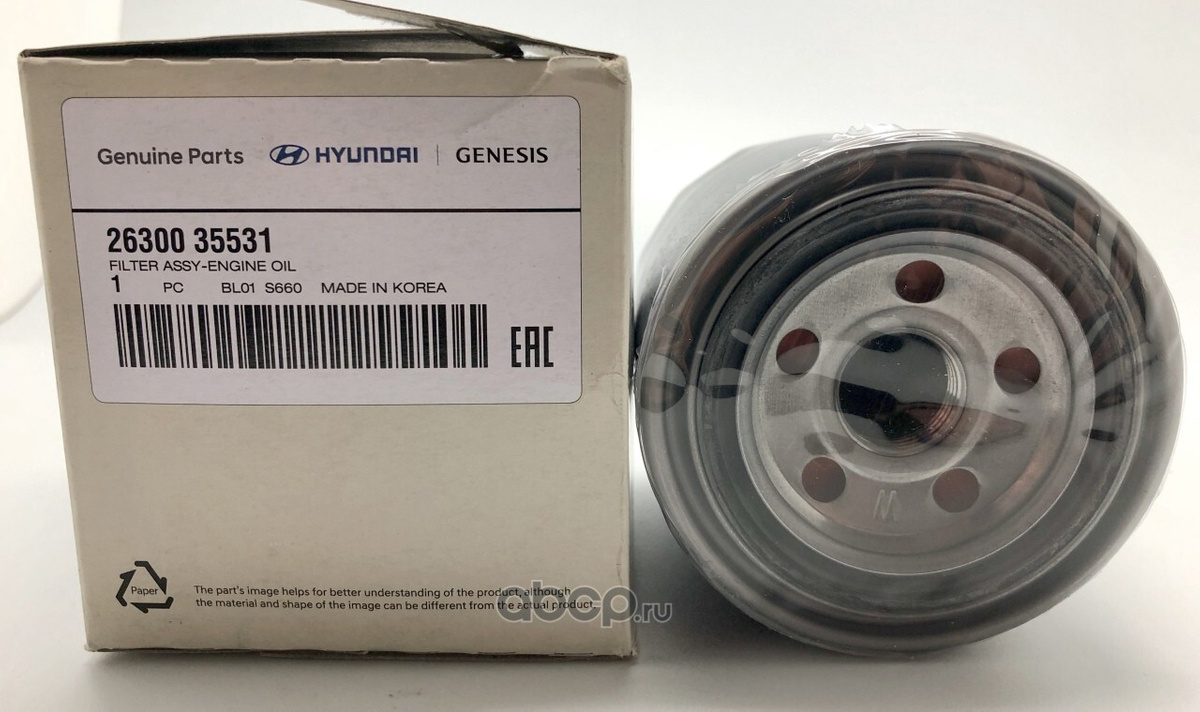 Genuine Parts HYUNDAI | GENESIS
26300 35531
FILTER ASSY-ENGINE OIL
1 PC BL01 S660 MADE IN KOREA
EAC
Paper
The part's image helps for better understanding of the product, although
the material and shape of the image can be different from the actual product.
abcp.ru
W